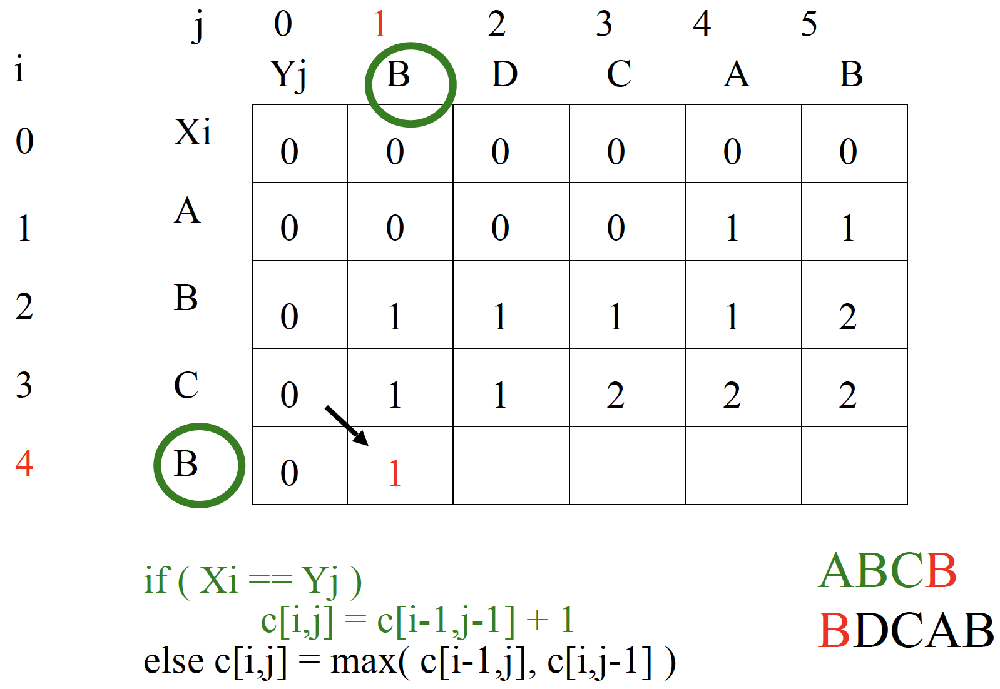 j 0 1 2 3 4 5
i Yj B D C A B
0 Xi 0 0 0 0 0 0
1 A 0 0 0 0 1 1
2 B 0 1 1 1 1 2
3 C 0 1 1 2 2 2
4 B 0 1
if ( Xi == Yj )
c[i,j] = c[i-1,j-1] + 1
else c[i,j] = max( c[i-1,j], c[i,j-1] )
ABCB
BDCAB